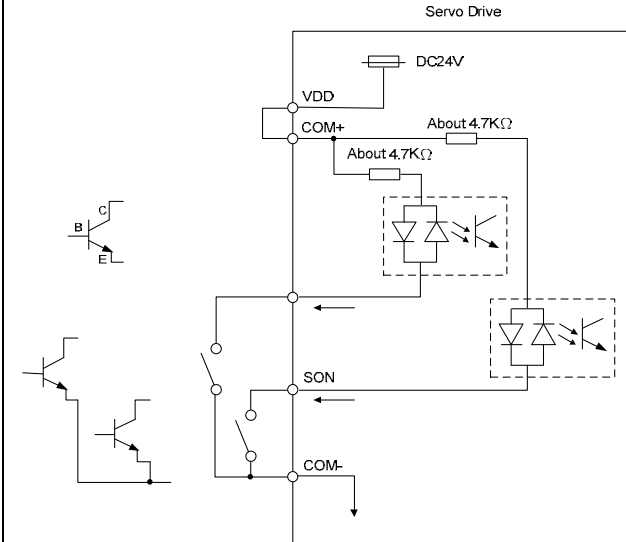 Servo Drive
DC24V
VDD
COM+
About 4.7KΩ
About 4.7KΩ
C
B
E
SON
COM-